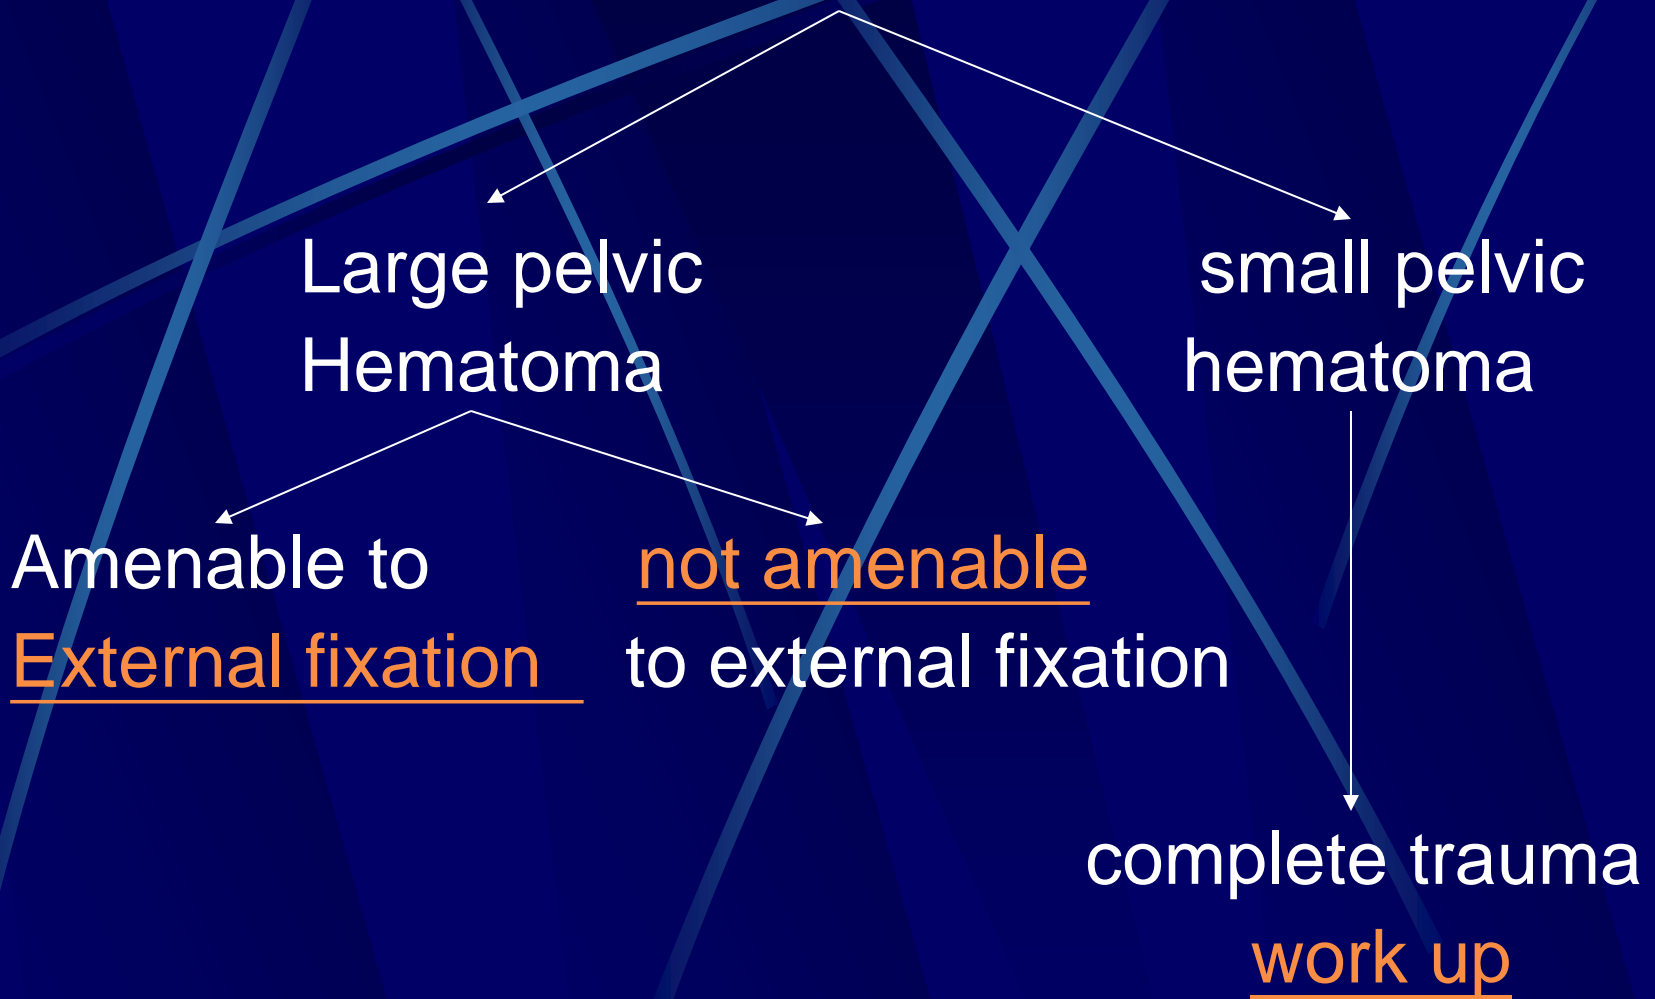 Large pelvic small pelvic
Hematoma hematoma
Amenable to not amenable
External fixation to external fixation
complete trauma
work up